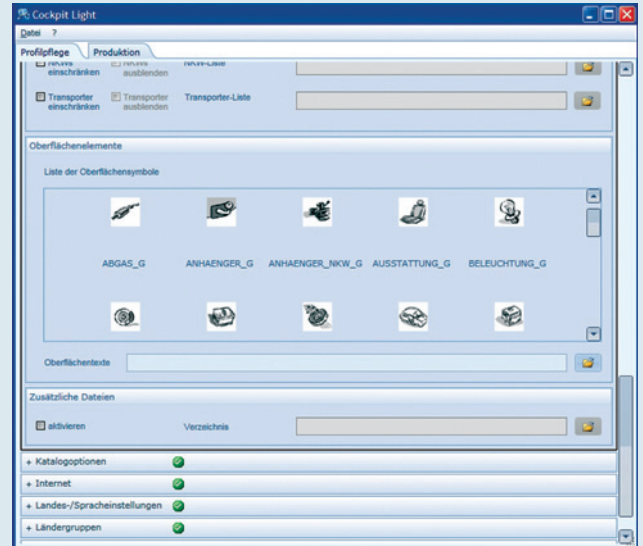 Cockpit Light
Datei ?
Profilpflege Produktion
NKWs einschränken NKWs ausblenden NKW-Liste
Transporter einschränken Transporter ausblenden Transporter-Liste
Oberflächenelemente
Liste der Oberflächensymbole
ABGAS_G ANHAENGER_G ANHAENGER_NKW_G AUSSTATTUNG_G BELEUCHTUNG_G
Oberflächentexte
Zusätzliche Dateien
aktivieren Verzeichnis
+ Katalogoptionen
+ Internet
+ Landes-/Spracheinstellungen
+ Ländergruppen